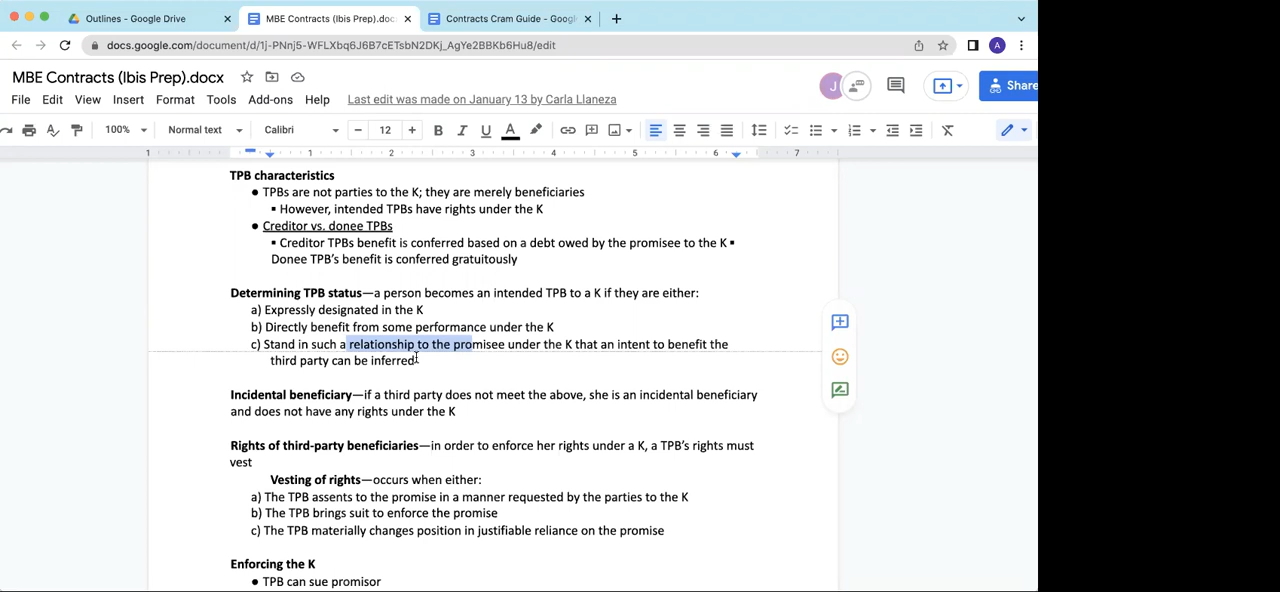 Outlines - Google Drive
MBE Contracts (Ibis Prep).doc
Contracts Cram Guide - Googl
docs.google.com/document/d/1j-PNnj5-WFLXbq6J6B7cETsbN2DKj_AgYe2BBKb6Hu8/edit
A
MBE Contracts (Ibis Prep).docx
File Edit View Insert Format Tools Add-ons Help Last edit was made on January 13 by Carla Llaneza
J
Share
100% Normal text Calibri 12 B I U A
1 1 2 3 4 5 6 7
TPB characteristics
● TPBs are not parties to the K; they are merely beneficiaries
▪ However, intended TPBs have rights under the K
● Creditor vs. donee TPBs
▪ Creditor TPBs benefit is conferred based on a debt owed by the promisee to the K ▪
Donee TPB's benefit is conferred gratuitously
Determining TPB status—a person becomes an intended TPB to a K if they are either:
a) Expressly designated in the K
b) Directly benefit from some performance under the K
c) Stand in such a relationship to the promisee under the K that an intent to benefit the
third party can be inferred
Incidental beneficiary—if a third party does not meet the above, she is an incidental beneficiary
and does not have any rights under the K
Rights of third-party beneficiaries—in order to enforce her rights under a K, a TPB's rights must
vest
Vesting of rights—occurs when either:
a) The TPB assents to the promise in a manner requested by the parties to the K
b) The TPB brings suit to enforce the promise
c) The TPB materially changes position in justifiable reliance on the promise
Enforcing the K
● TPB can sue promisor